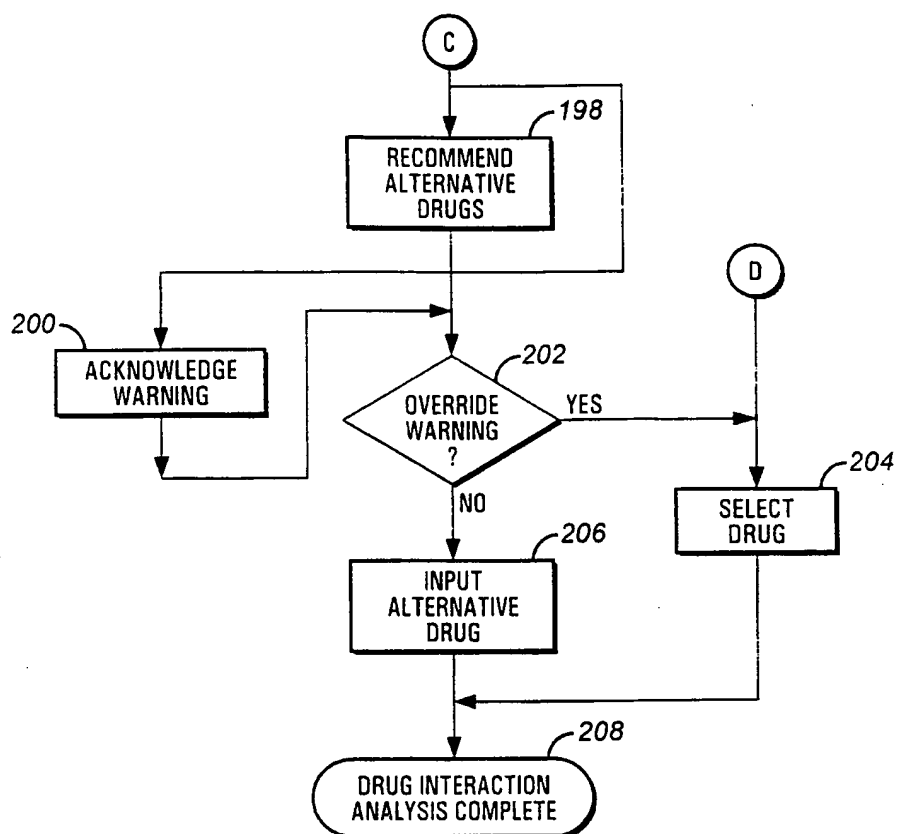 C
198
RECOMMEND
ALTERNATIVE
DRUGS
D
200
ACKNOWLEDGE
WARNING
202
OVERRIDE
WARNING
?
YES
NO
204
SELECT
DRUG
206
INPUT
ALTERNATIVE
DRUG
208
DRUG INTERACTION
ANALYSIS COMPLETE